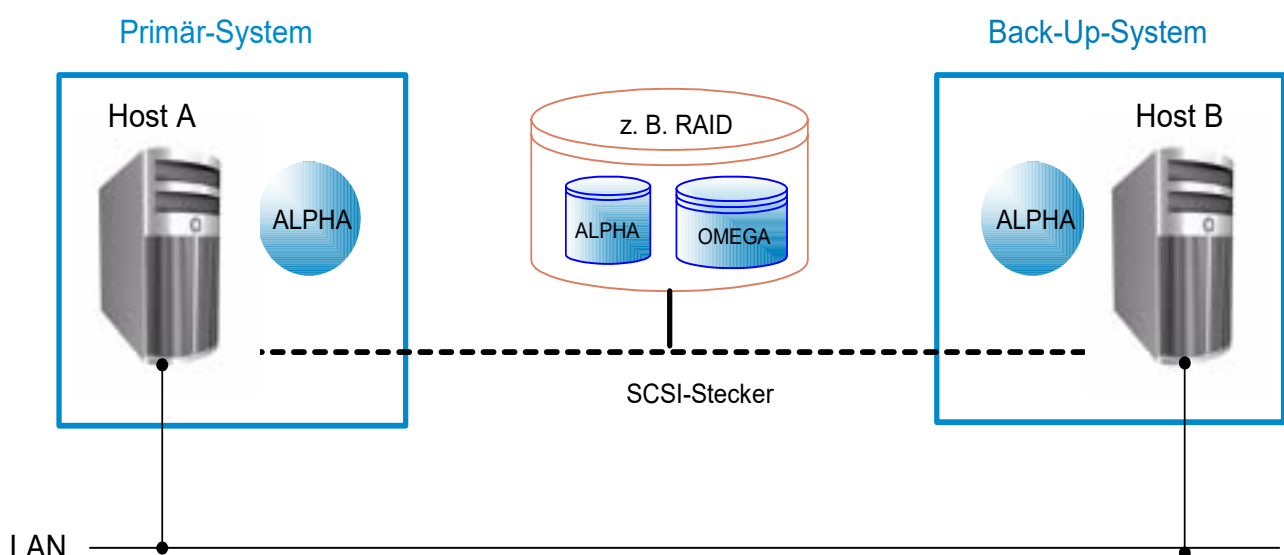 Primär-System
Back-Up-System
Host A
z. B. RAID
Host B
ALPHA
ALPHA
OMEGA
ALPHA
SCSI-Stecker
LAN